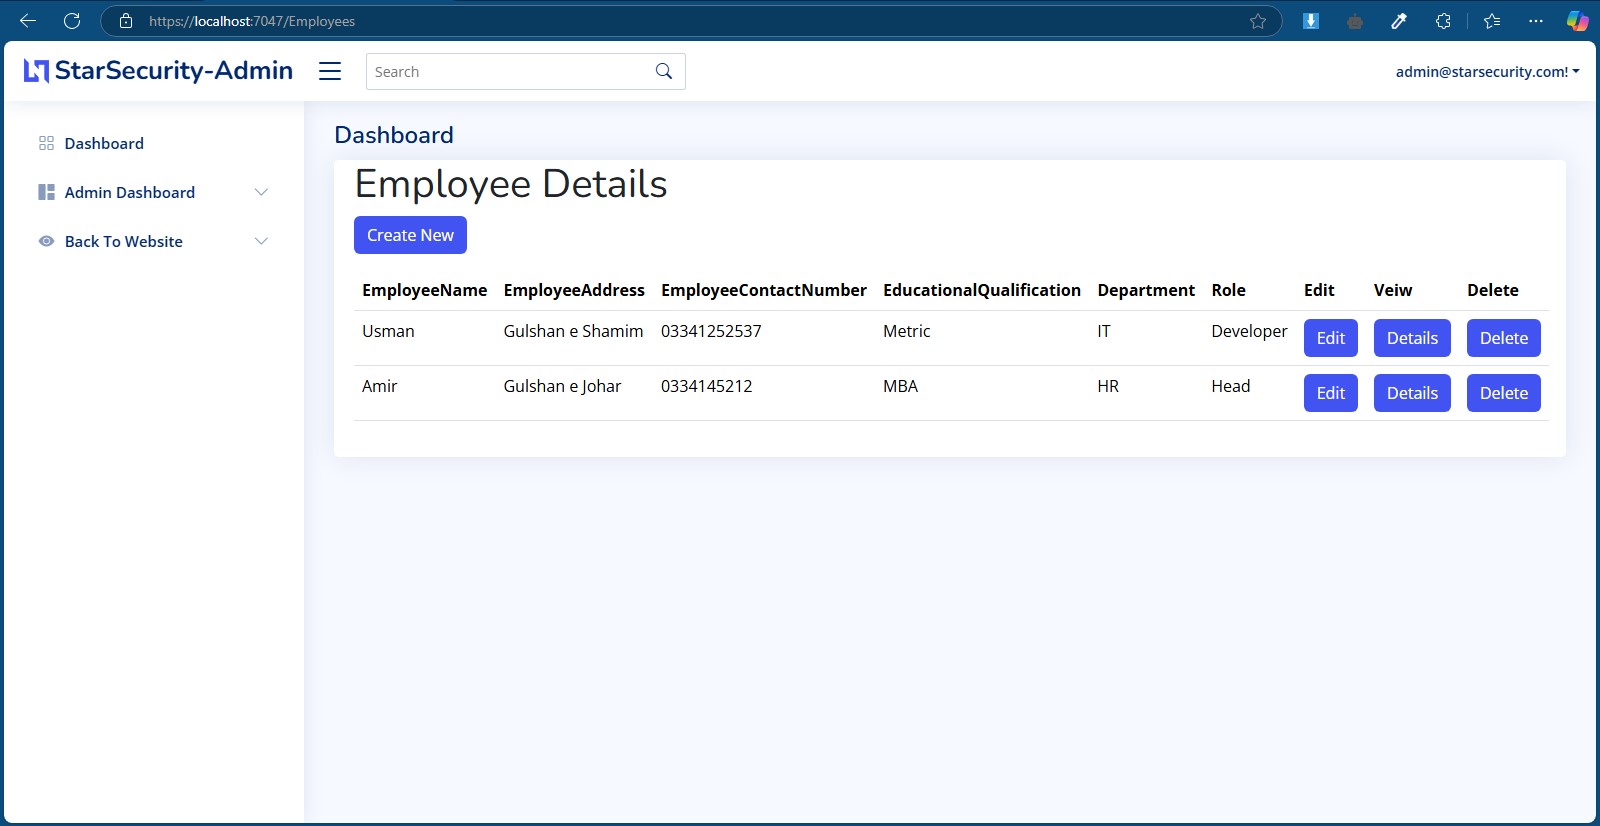 https://localhost:7047/Employees
StarSecurity-Admin Search admin@starsecurity.com!
Dashboard
Admin Dashboard
Back To Website
Dashboard
Employee Details
Create New
EmployeeName EmployeeAddress EmployeeContactNumber EducationalQualification Department Role Edit Veiw Delete
Usman Gulshan e Shamim 03341252537 Metric IT Developer Edit Details Delete
Amir Gulshan e Johar 0334145212 MBA HR Head Edit Details Delete